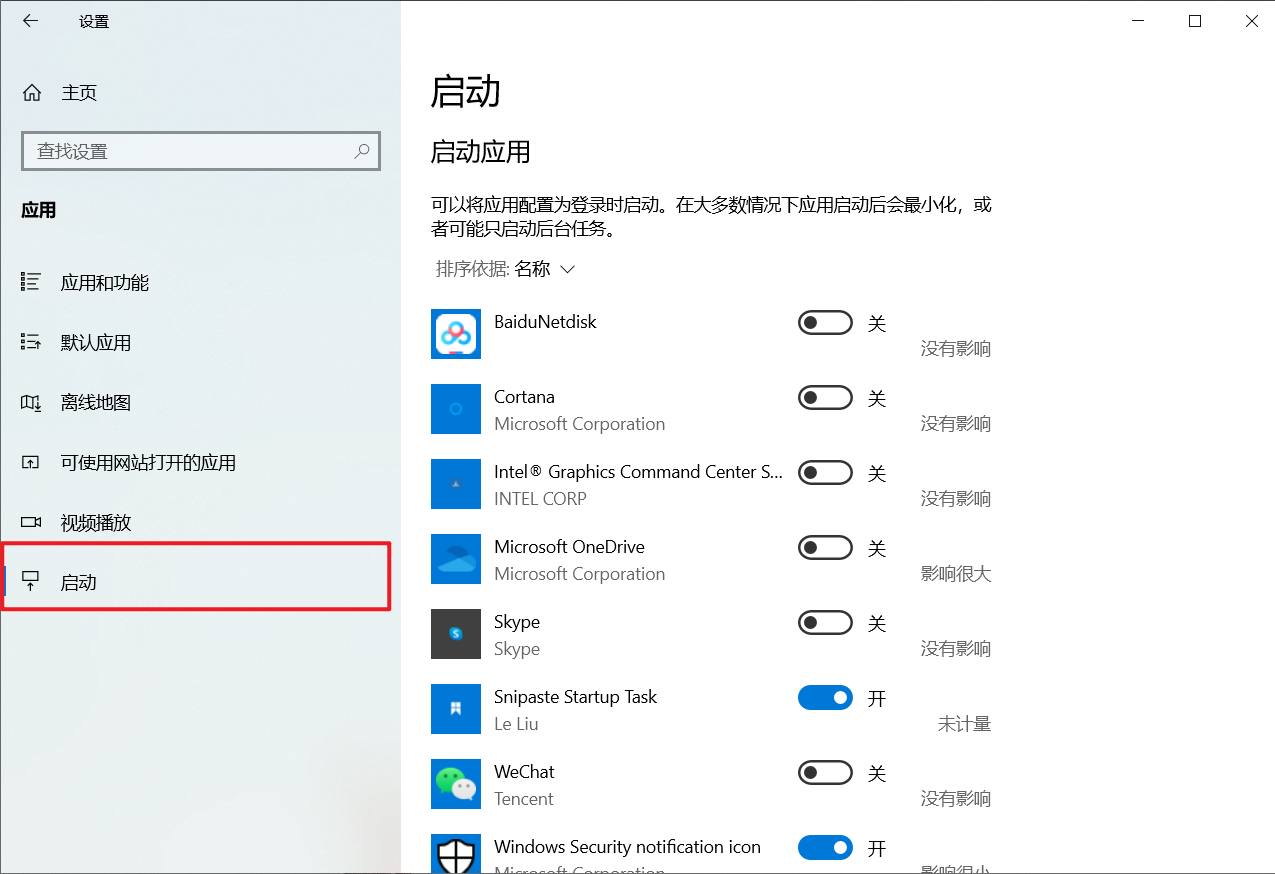 设置
主页
查找设置
应用
应用和功能
默认应用
离线地图
可使用网站打开的应用
视频播放
启动
启动
启动应用
可以将应用配置为登录时启动。在大多数情况下应用启动后会最小化，或
者可能只启动后台任务。
排序依据: 名称
BaiduNetdisk
关
没有影响
Cortana
关
Microsoft Corporation
没有影响
Intel® Graphics Command Center S...
关
INTEL CORP
没有影响
Microsoft OneDrive
关
Microsoft Corporation
影响很大
Skype
关
Skype
没有影响
Snipaste Startup Task
开
Le Liu
未计量
WeChat
关
Tencent
没有影响
Windows Security notification icon
开
Microsoft Corporation
影响很小